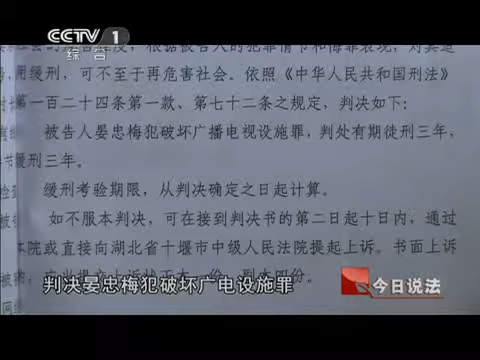 CCTV 1
综合
根据被告人的犯罪情节和悔罪表现，对其适
用缓刑，可不至于再危害社会。依照《中华人民共和国刑法》
第一百二十四条第一款、第七十二条之规定，判决如下：
被告人晏忠梅犯破坏广播电视设施罪，判处有期徒刑三年，
缓刑三年。
缓刑考验期限，从判决确定之日起计算。
如不服本判决，可在接到判决书的第二日起十日内，通过
本院或直接向湖北省十堰市中级人民法院提起上诉。书面上诉
判决晏忠梅犯破坏广电设施罪
今日说法